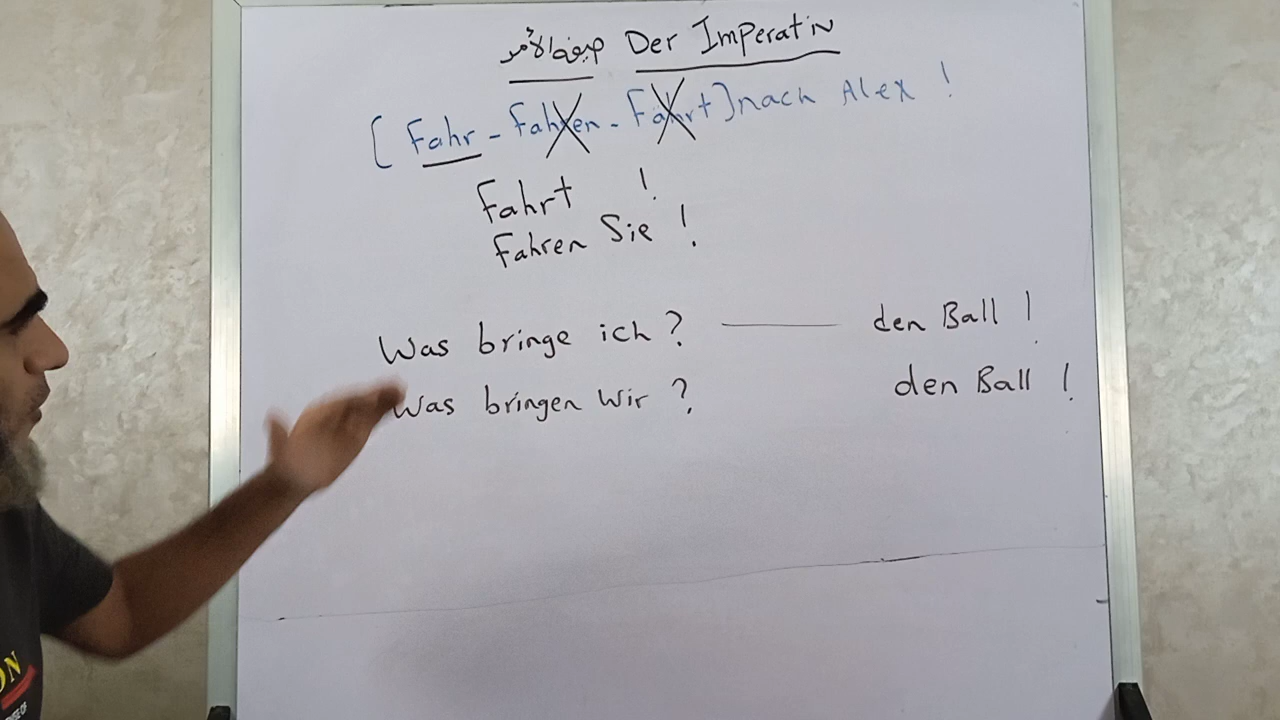 صيغة الأمر Der Imperativ
[ Fahr - Fahren - Fahrt ] nach Alex !
Fahrt !
Fahren Sie !
Was bringe ich ? ——— den Ball !
Was bringen wir ? den Ball !
ON